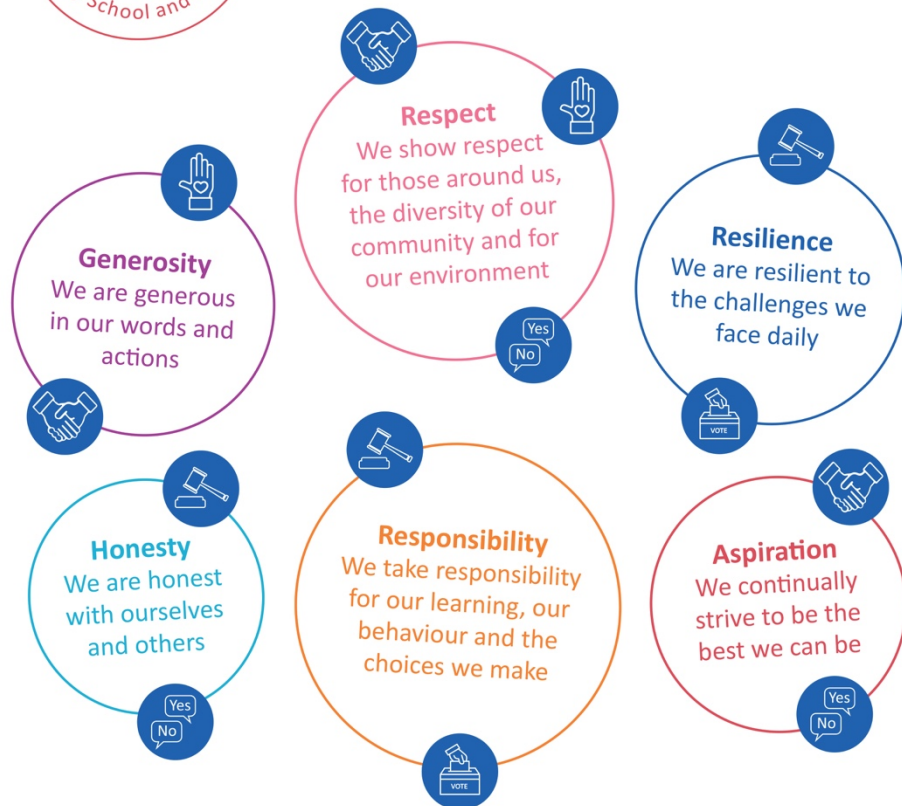 School and
Respect
We show respect
for those around us,
the diversity of our
community and for
our environment
Yes
No
Generosity
We are generous
in our words and
actions
Resilience
We are resilient to
the challenges we
face daily
VOTE
Honesty
We are honest
with ourselves
and others
Yes
No
Responsibility
We take responsibility
for our learning, our
behaviour and the
choices we make
VOTE
Aspiration
We continually
strive to be the
best we can be
Yes
No